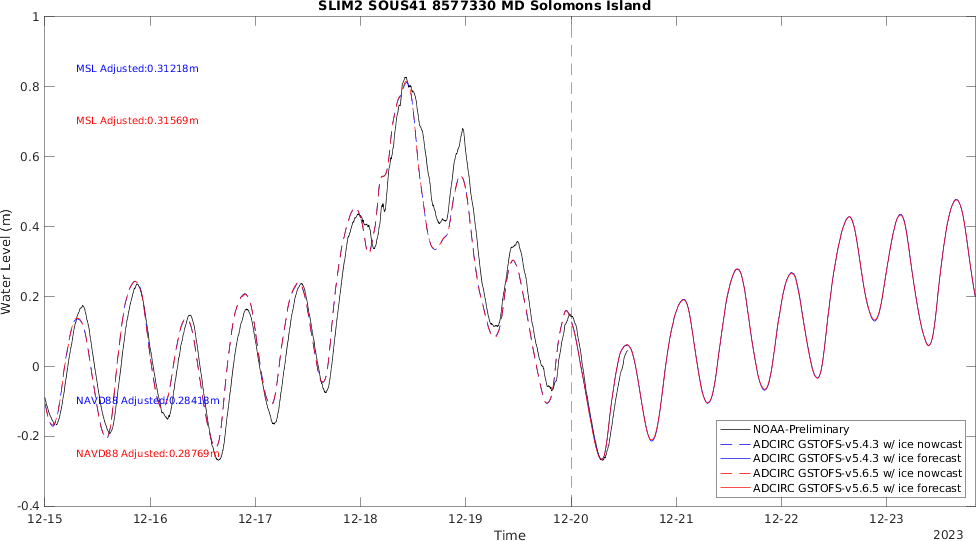 SLIM2 SOUS41 8577330 MD Solomons Island
1
0.8
0.6
0.4
0.2
0
-0.2
-0.4
Water Level (m)
MSL Adjusted:0.31218m
MSL Adjusted:0.31569m
NAVD88 Adjusted:0.28418m
NAVD88 Adjusted:0.28769m
NOAA-Preliminary
ADCIRC GSTOFS-v5.4.3 w/ ice nowcast
ADCIRC GSTOFS-v5.4.3 w/ ice forecast
ADCIRC GSTOFS-v5.6.5 w/ ice nowcast
ADCIRC GSTOFS-v5.6.5 w/ ice forecast
12-15 12-16 12-17 12-18 12-19 12-20 12-21 12-22 12-23
Time
2023